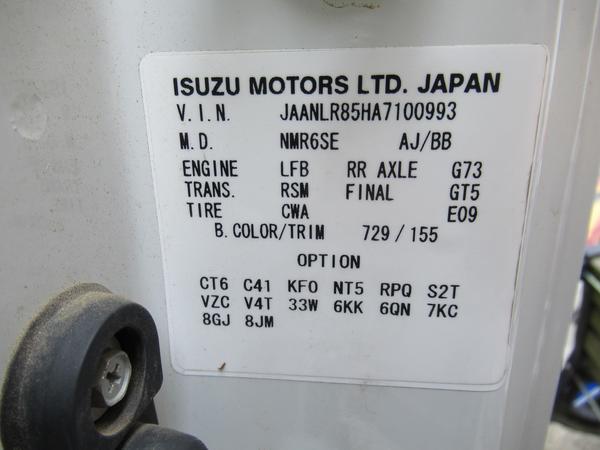 ISUZU MOTORS LTD. JAPAN
V.I.N. JAANLR85HA7100993
M.D. NMR6SE AJ/BB
ENGINE LFB RR AXLE G73
TRANS. RSM FINAL GT5
TIRE CWA E09
B.COLOR/TRIM 729/155
OPTION
CT6 C41 KF0 NT5 RPQ S2T
VZC V4T 33W 6KK 6QN 7KC
8GJ 8JM